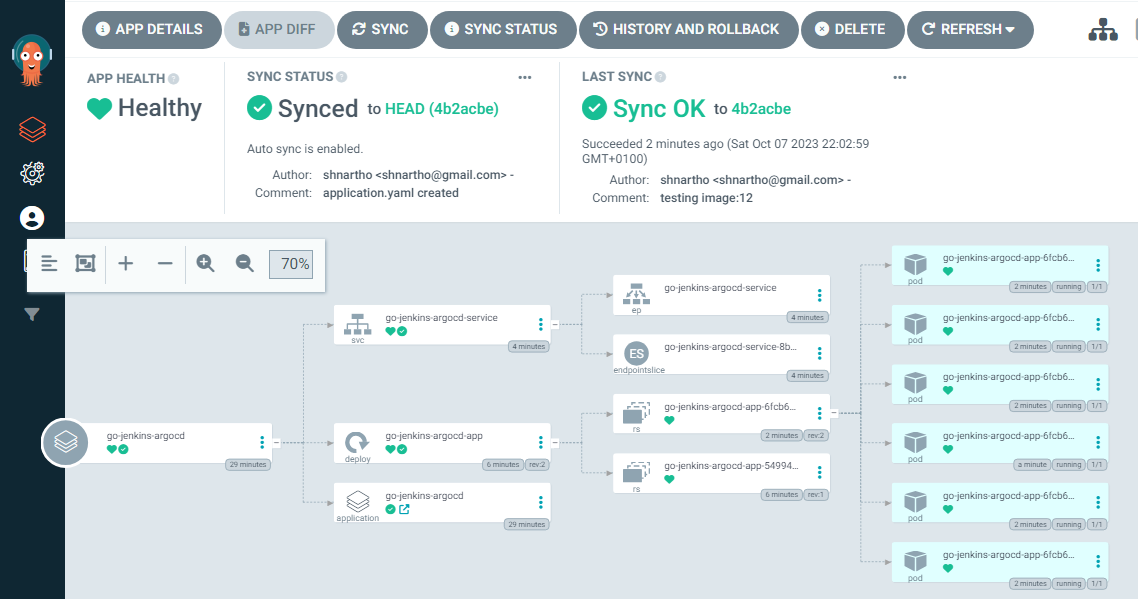 APP DETAILS
APP DIFF
SYNC
SYNC STATUS
HISTORY AND ROLLBACK
DELETE
REFRESH
APP HEALTH
Healthy
SYNC STATUS
Synced to HEAD (4b2acbe)
Auto sync is enabled.
Author: shnartho <shnartho@gmail.com> -
Comment: application.yaml created
LAST SYNC
Sync OK to 4b2acbe
Succeeded 2 minutes ago (Sat Oct 07 2023 22:02:59
GMT+0100)
Author: shnartho <shnartho@gmail.com> -
Comment: testing image:12
70%
go-jenkins-argocd
29 minutes
go-jenkins-argocd-service
svc
4 minutes
go-jenkins-argocd-app
deploy
6 minutes rev:2
go-jenkins-argocd
application
29 minutes
go-jenkins-argocd-service
ep
4 minutes
ES
go-jenkins-argocd-service-8b...
endpointslice
4 minutes
go-jenkins-argocd-app-6fcb6...
rs
2 minutes rev:2
go-jenkins-argocd-app-54994...
rs
6 minutes rev:1
go-jenkins-argocd-app-6fcb6...
pod
2 minutes running 1/1
go-jenkins-argocd-app-6fcb6...
pod
2 minutes running 1/1
go-jenkins-argocd-app-6fcb6...
pod
2 minutes running 1/1
go-jenkins-argocd-app-6fcb6...
pod
a minute running 1/1
go-jenkins-argocd-app-6fcb6...
pod
2 minutes running 1/1
go-jenkins-argocd-app-6fcb6...
pod
2 minutes running 1/1